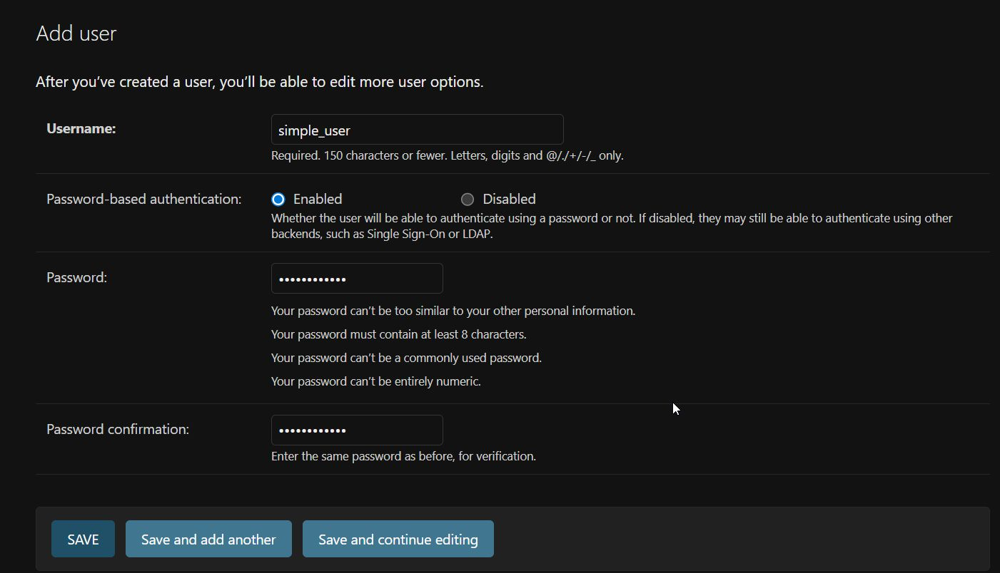 Add user
After you’ve created a user, you’ll be able to edit more user options.
Username:
simple_user
Required. 150 characters or fewer. Letters, digits and @/./+/-/_ only.
Password-based authentication:
Enabled
Disabled
Whether the user will be able to authenticate using a password or not. If disabled, they may still be able to authenticate using other
backends, such as Single Sign-On or LDAP.
Password:
••••••••••••
Your password can’t be too similar to your other personal information.
Your password must contain at least 8 characters.
Your password can’t be a commonly used password.
Your password can’t be entirely numeric.
Password confirmation:
••••••••••••
Enter the same password as before, for verification.
SAVE
Save and add another
Save and continue editing